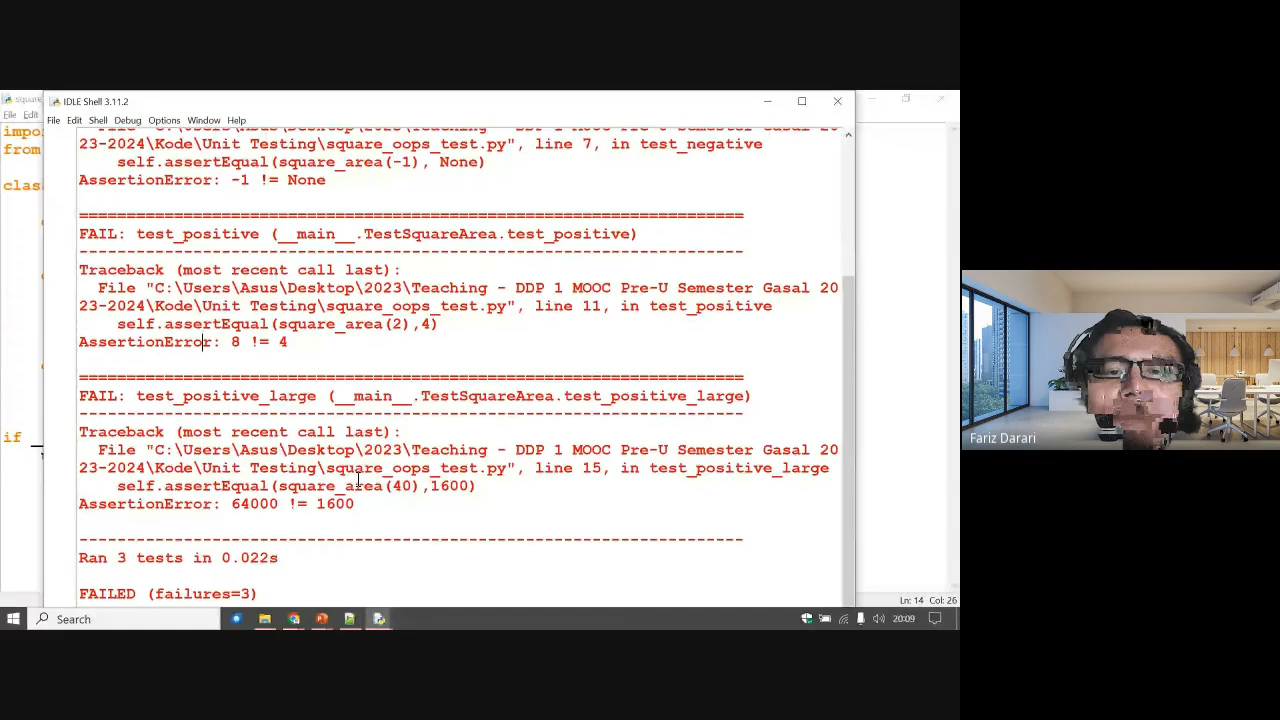 square
IDLE Shell 3.11.2
File Edit
File Edit Shell Debug Options Window Help
impor
from
clas
if
23-2024\Kode\Unit Testing\square_oops_test.py", line 7, in test_negative
self.assertEqual(square_area(-1), None)
AssertionError: -1 != None
======================================================================
FAIL: test_positive (__main__.TestSquareArea.test_positive)
----------------------------------------------------------------------
Traceback (most recent call last):
File "C:\Users\Asus\Desktop\2023\Teaching - DDP 1 MOOC Pre-U Semester Gasal 20
23-2024\Kode\Unit Testing\square_oops_test.py", line 11, in test_positive
self.assertEqual(square_area(2),4)
AssertionError: 8 != 4
======================================================================
FAIL: test_positive_large (__main__.TestSquareArea.test_positive_large)
----------------------------------------------------------------------
Traceback (most recent call last):
File "C:\Users\Asus\Desktop\2023\Teaching - DDP 1 MOOC Pre-U Semester Gasal 20
23-2024\Kode\Unit Testing\square_oops_test.py", line 15, in test_positive_large
self.assertEqual(square_area(40),1600)
AssertionError: 64000 != 1600
----------------------------------------------------------------------
Ran 3 tests in 0.022s
FAILED (failures=3)
Ln: 14 Col: 26
Search
20:09
Fariz Darari